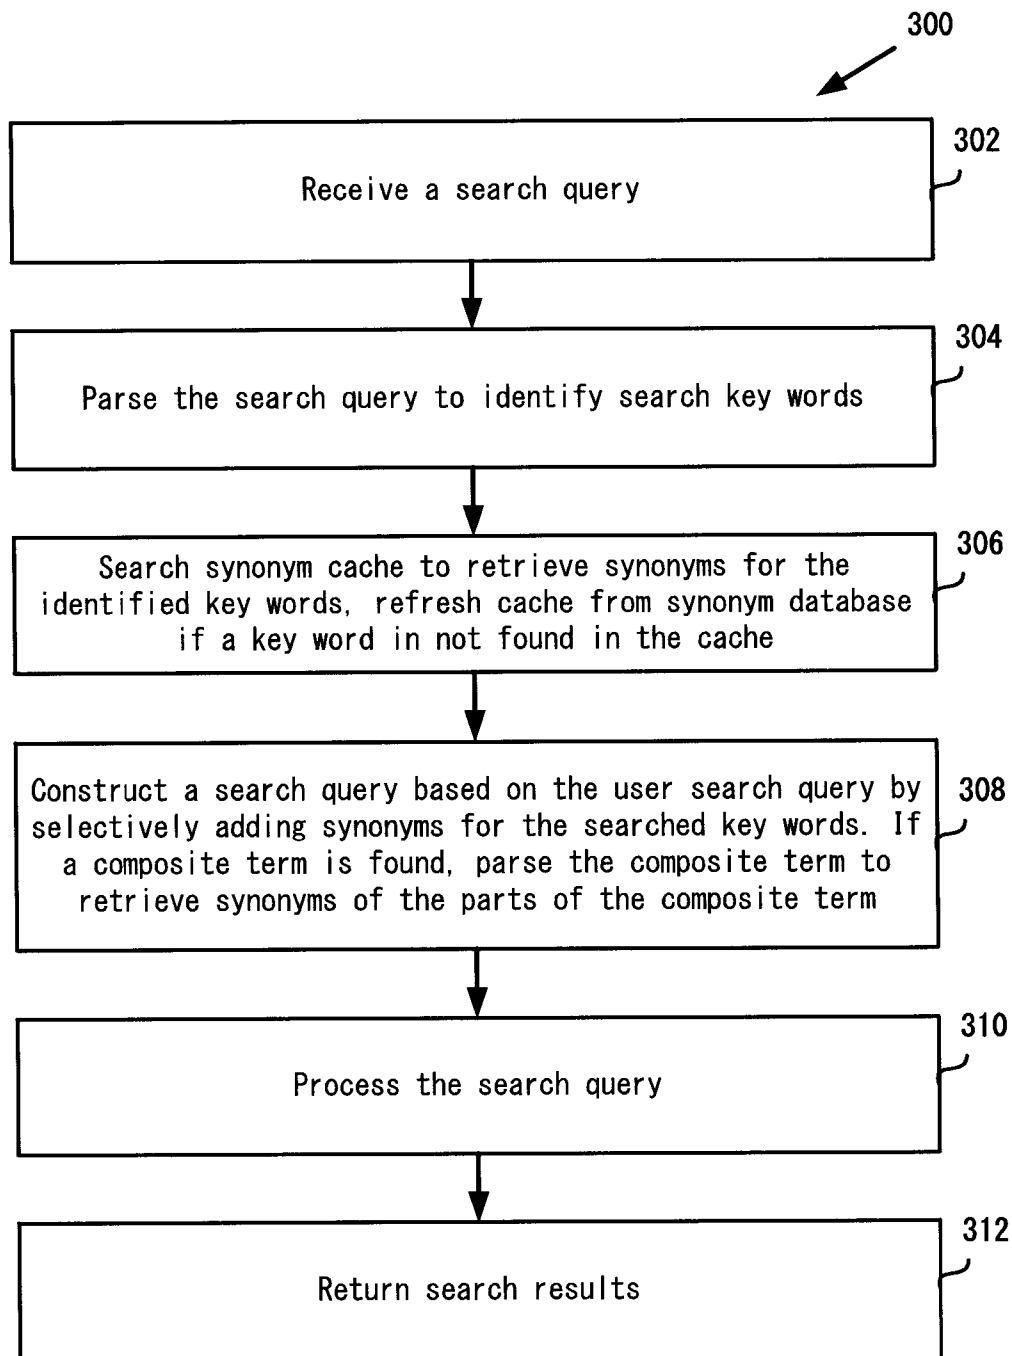 300
302
Receive a search query
304
Parse the search query to identify search key words
306
Search synonym cache to retrieve synonyms for the
identified key words, refresh cache from synonym database
if a key word in not found in the cache
308
Construct a search query based on the user search query by
selectively adding synonyms for the searched key words. If
a composite term is found, parse the composite term to
retrieve synonyms of the parts of the composite term
310
Process the search query
312
Return search results